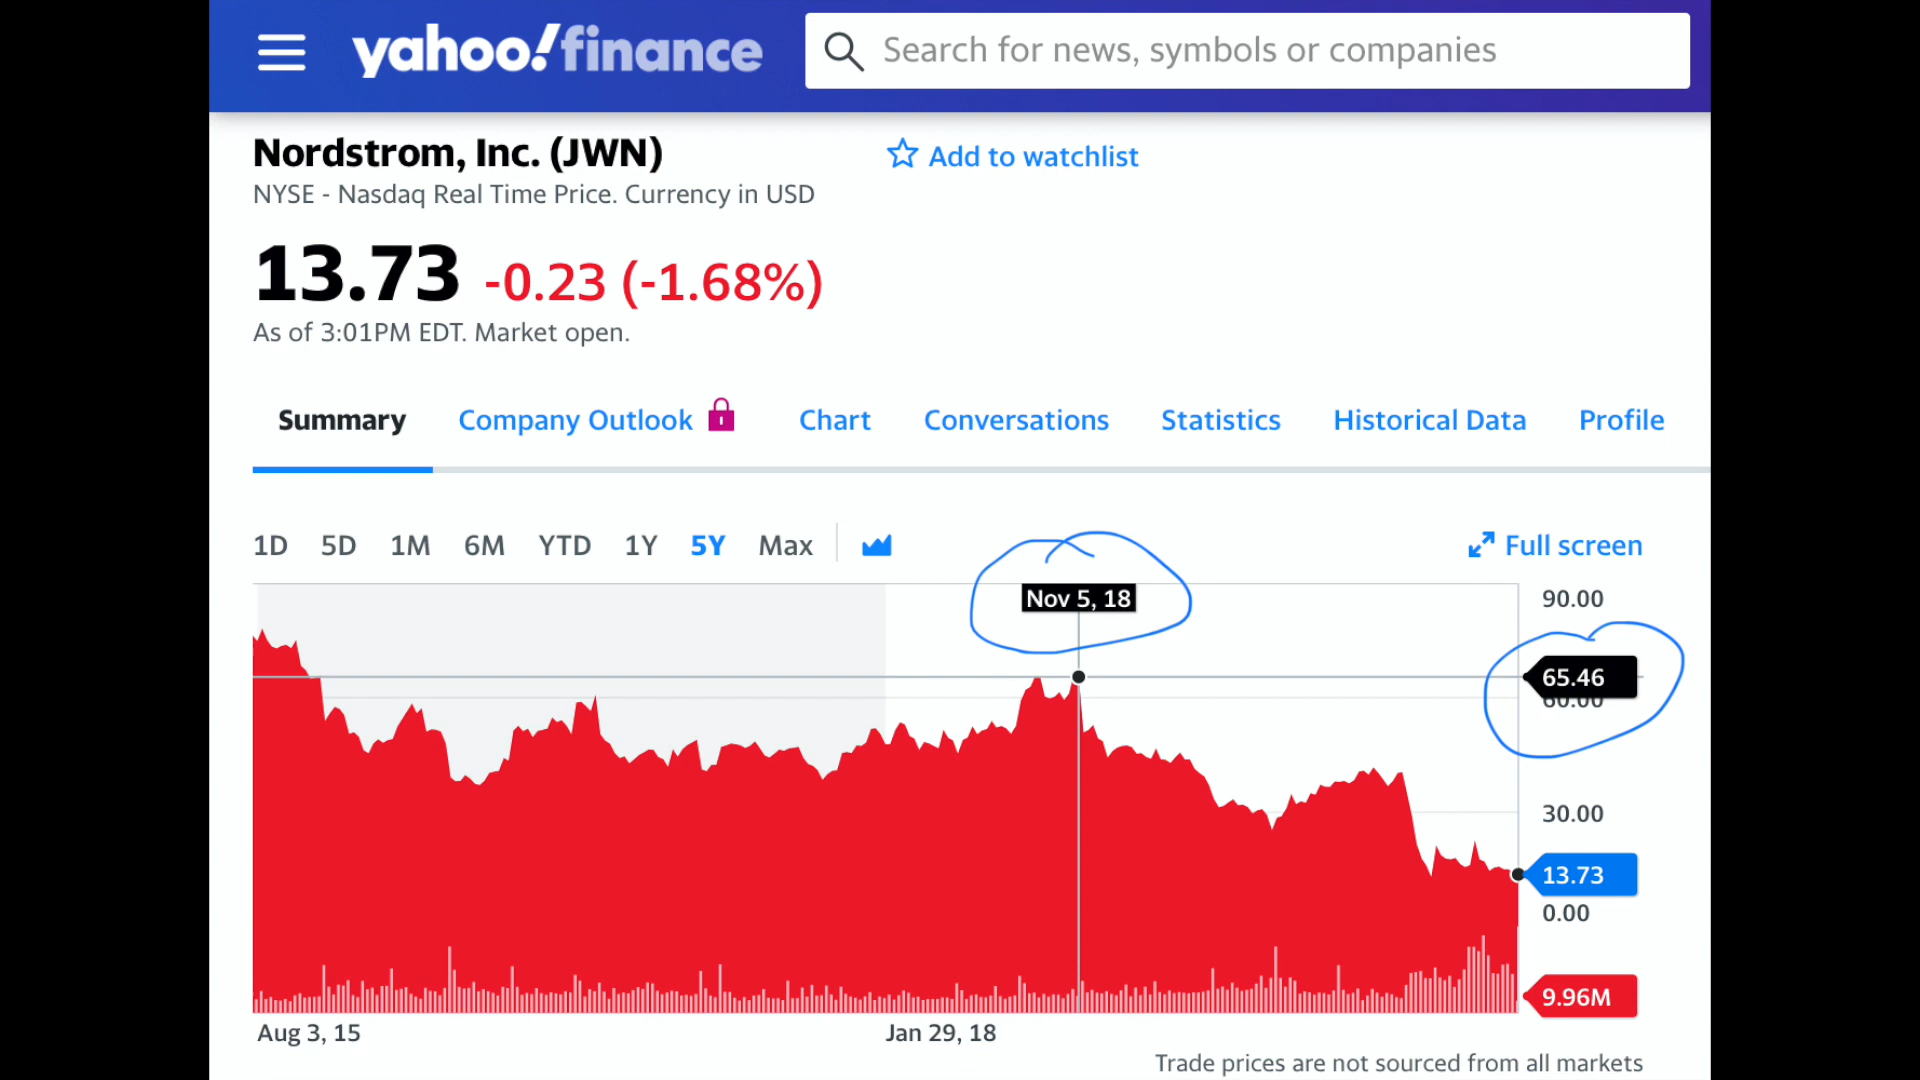 yahoo!finance
Search for news, symbols or companies
Nordstrom, Inc. (JWN)
Add to watchlist
NYSE - Nasdaq Real Time Price. Currency in USD
13.73 -0.23 (-1.68%)
As of 3:01PM EDT. Market open.
Summary Company Outlook Chart Conversations Statistics Historical Data Profile
1D 5D 1M 6M YTD 1Y 5Y Max Full screen
Nov 5, 18
90.00
65.46
60.00
30.00
13.73
0.00
9.96M
Aug 3, 15 Jan 29, 18
Trade prices are not sourced from all markets